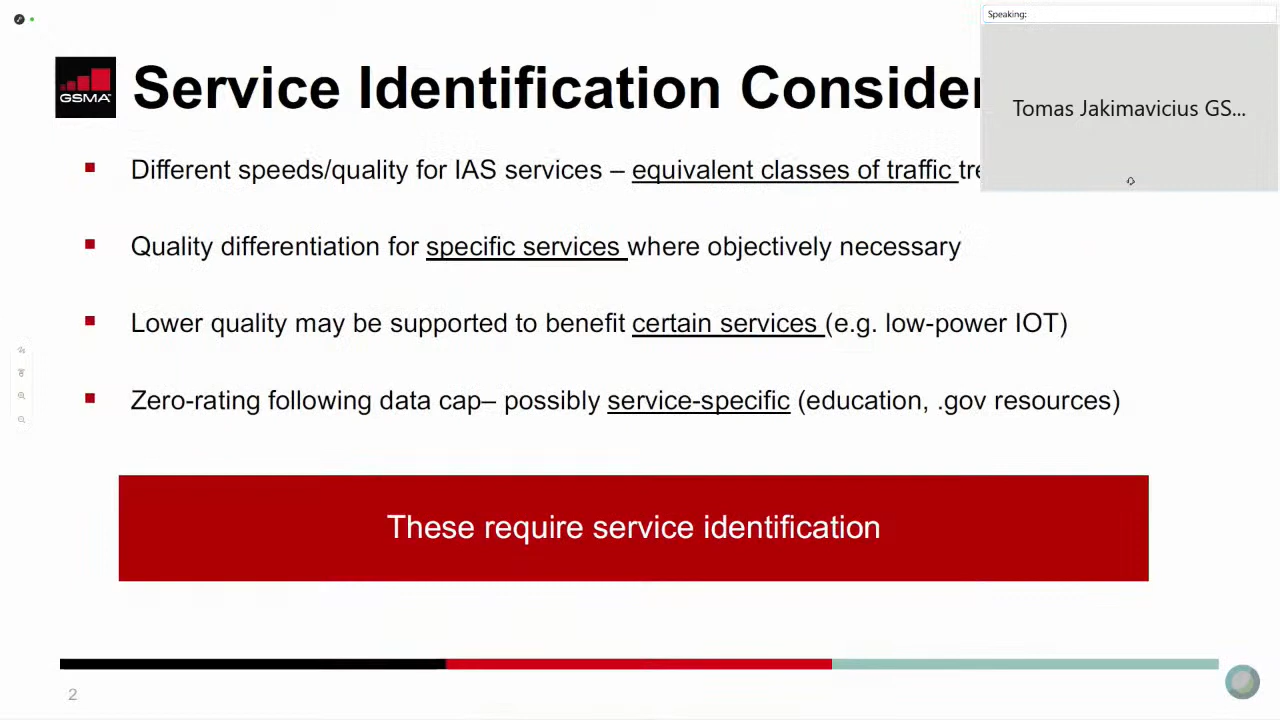 Speaking:
Tomas Jakimavicius GS...
GSMA
Service Identification Consider
Different speeds/quality for IAS services – equivalent classes of traffic tre
Quality differentiation for specific services where objectively necessary
Lower quality may be supported to benefit certain services (e.g. low-power IOT)
Zero-rating following data cap– possibly service-specific (education, .gov resources)
These require service identification
2